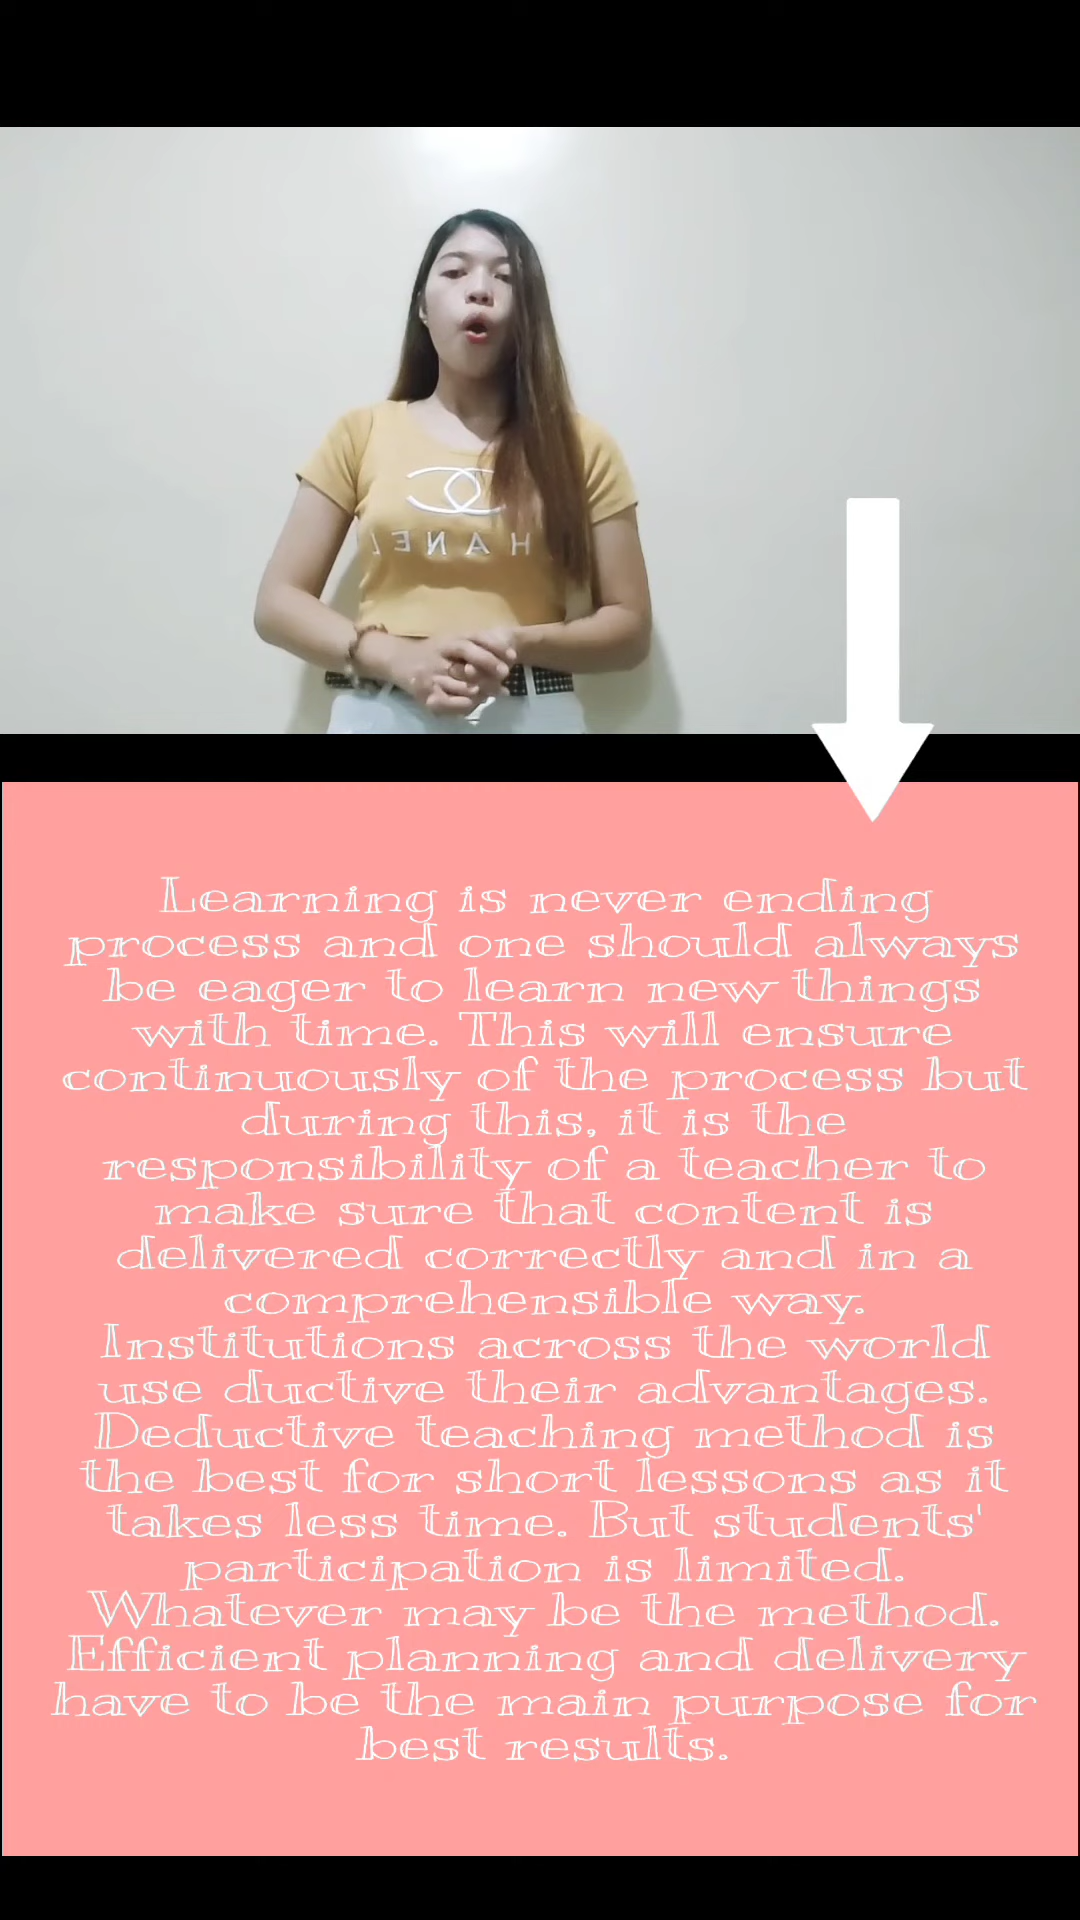 HANEL
Learning is never ending
process and one should always
be eager to learn new things
with time. This will ensure
continuously of the process but
during this, it is the
responsibility of a teacher to
make sure that content is
delivered correctly and in a
comprehensible way.
Institutions across the world
use ductive their advantages.
Deductive teaching method is
the best for short lessons as it
takes less time. But students'
participation is limited.
Whatever may be the method.
Efficient planning and delivery
have to be the main purpose for
best results.